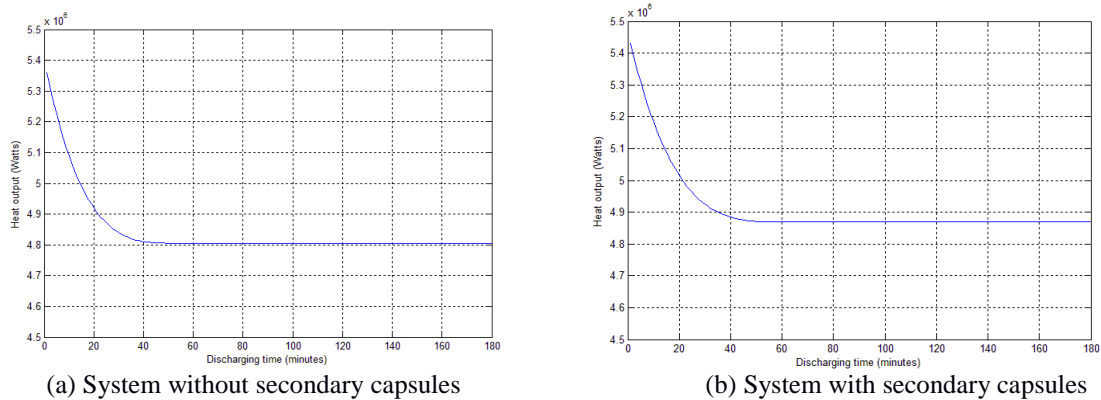 x 10⁶
5.5
5.4
5.3
5.2
5.1
5
4.9
4.8
4.7
4.6
4.5
Heat output (Watts)
0 20 40 60 80 100 120 140 160 180
Discharging time (minutes)
(a) System without secondary capsules
x 10⁶
5.5
5.4
5.3
5.2
5.1
5
4.9
4.8
4.7
4.6
4.5
Heat output (Watts)
0 20 40 60 80 100 120 140 160 180
Discharging time (minutes)
(b) System with secondary capsules